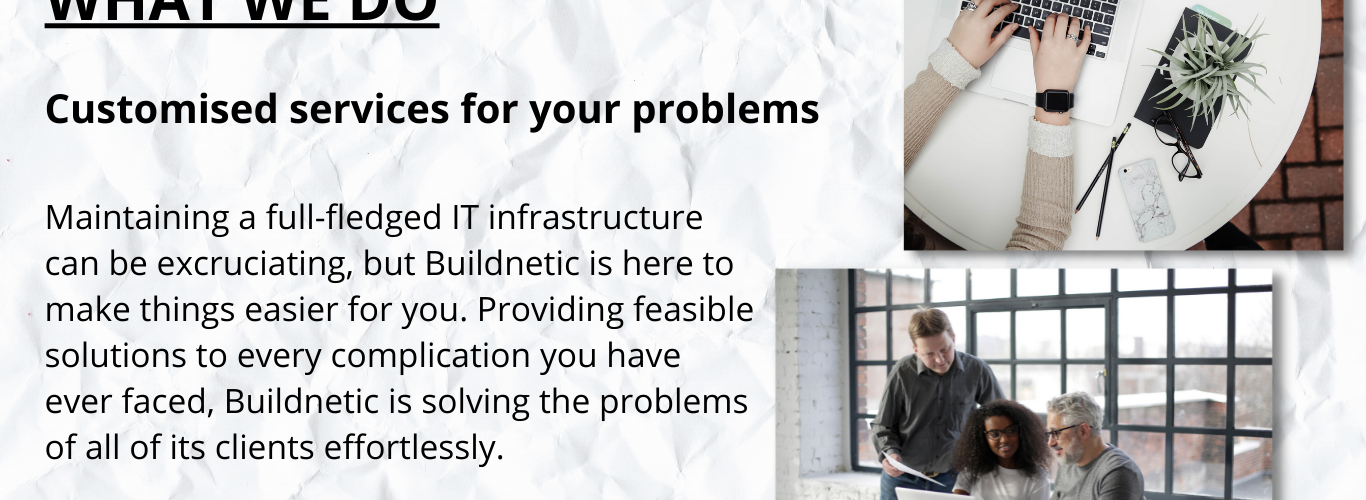 WHAT WE DO
Customised services for your problems
Maintaining a full-fledged IT infrastructure
can be excruciating, but Buildnetic is here to
make things easier for you. Providing feasible
solutions to every complication you have
ever faced, Buildnetic is solving the problems
of all of its clients effortlessly.